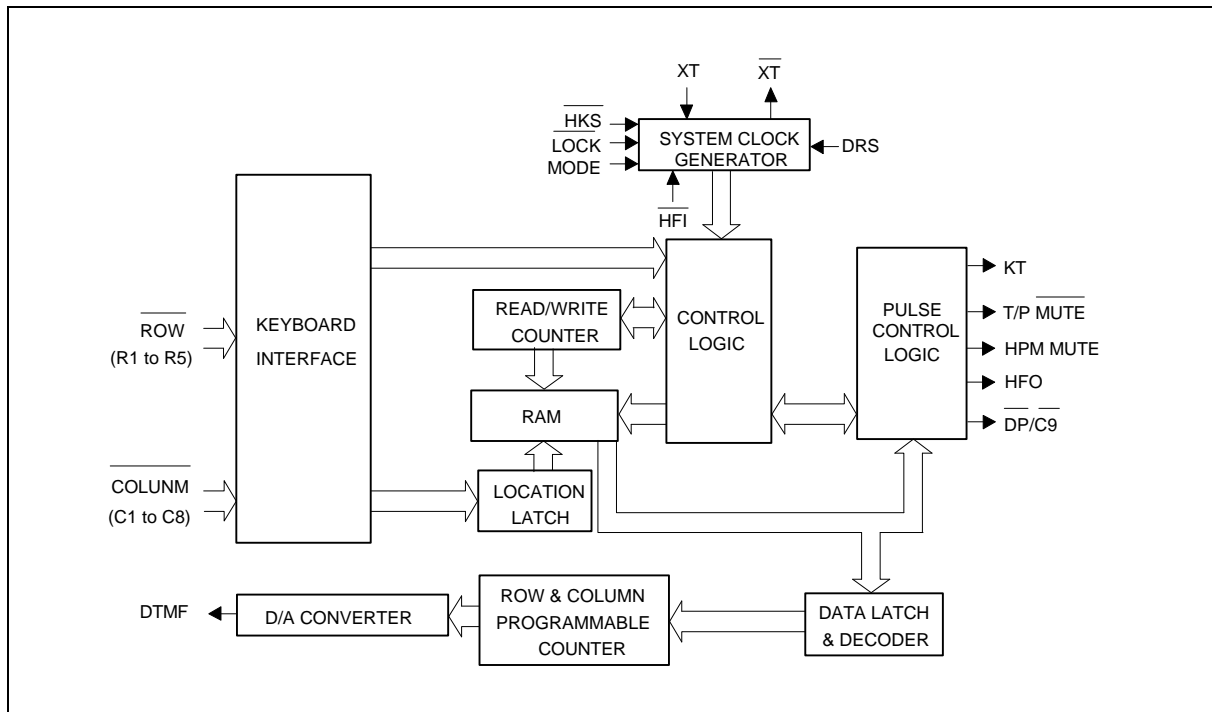 XT
XT
HKS
LOCK
MODE
SYSTEM CLOCK
GENERATOR
DRS
HFI
KEYBOARD
INTERFACE
ROW
(R1 to R5)
COLUNM
(C1 to C8)
READ/WRITE
COUNTER
RAM
LOCATION
LATCH
CONTROL
LOGIC
PULSE
CONTROL
LOGIC
KT
T/P MUTE
HPM MUTE
HFO
DP/C9
DTMF
D/A CONVERTER
ROW & COLUMN
PROGRAMMABLE
COUNTER
DATA LATCH
& DECODER